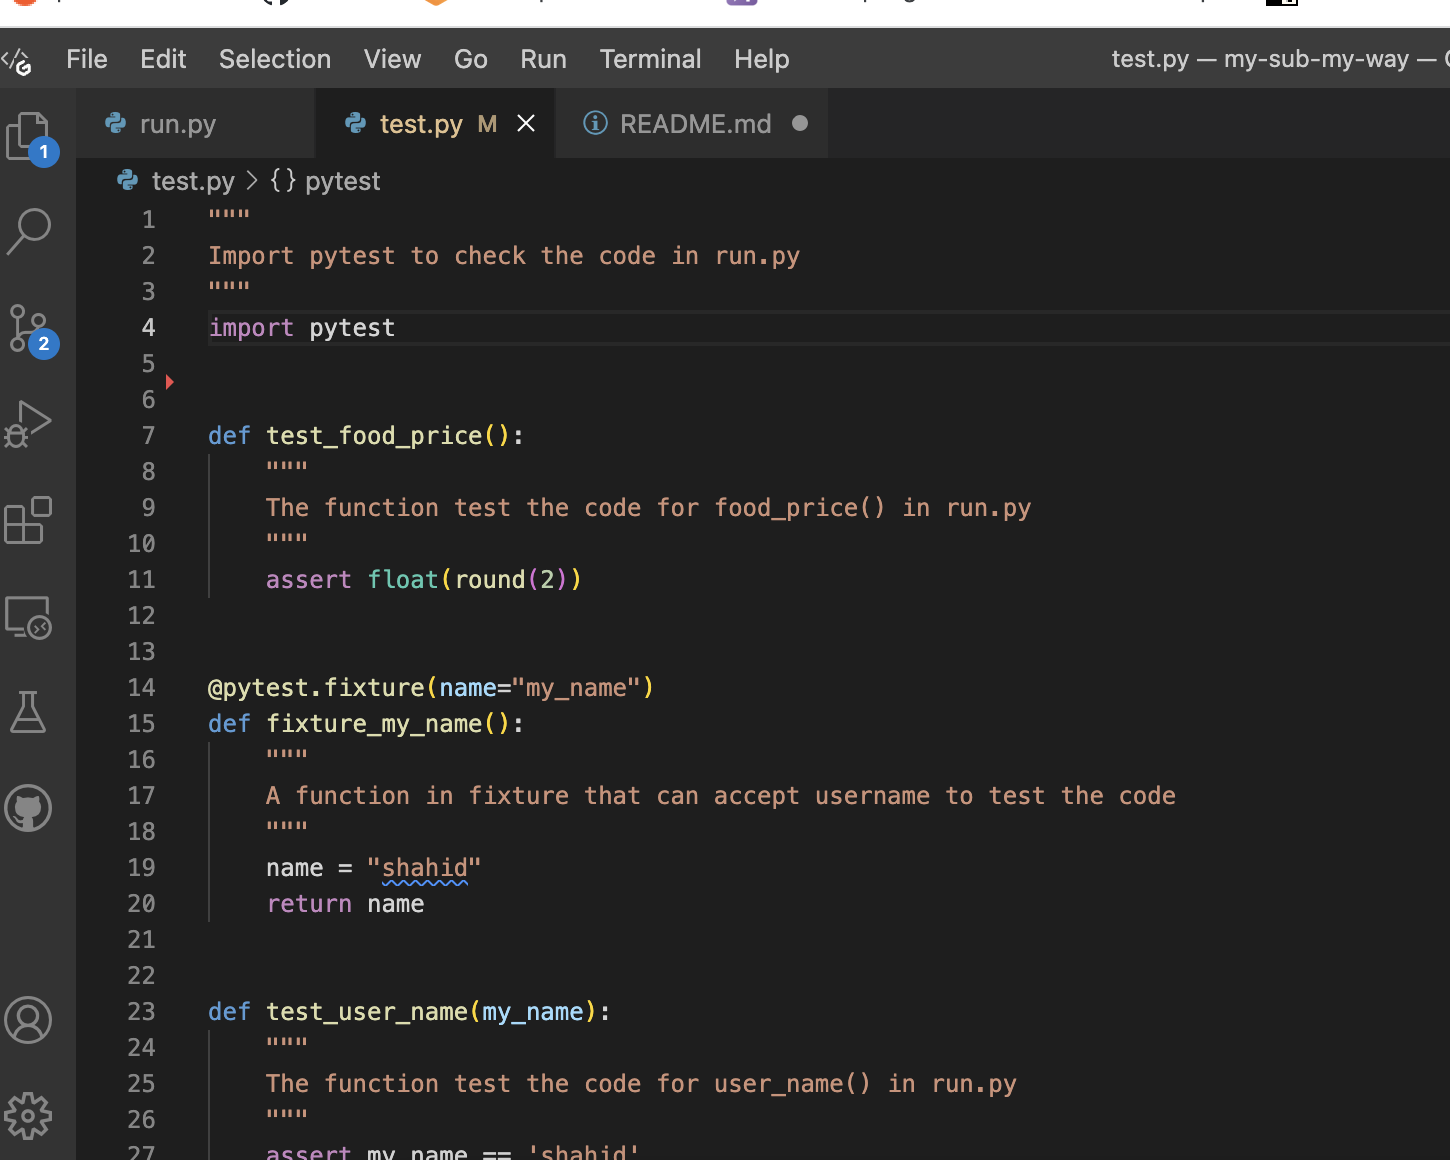 File Edit Selection View Go Run Terminal Help test.py — my-sub-my-way —
run.py test.py M README.md
1
test.py > {} pytest
1 """
2 Import pytest to check the code in run.py
3 """
4 import pytest
5
6
7 def test_food_price():
8 """
9 The function test the code for food_price() in run.py
10 """
11 assert float(round(2))
12
13
14 @pytest.fixture(name="my_name")
15 def fixture_my_name():
16 """
17 A function in fixture that can accept username to test the code
18 """
19 name = "shahid"
20 return name
21
22
23 def test_user_name(my_name):
24 """
25 The function test the code for user_name() in run.py
26 """
27 assert my_name == 'shahid'
2